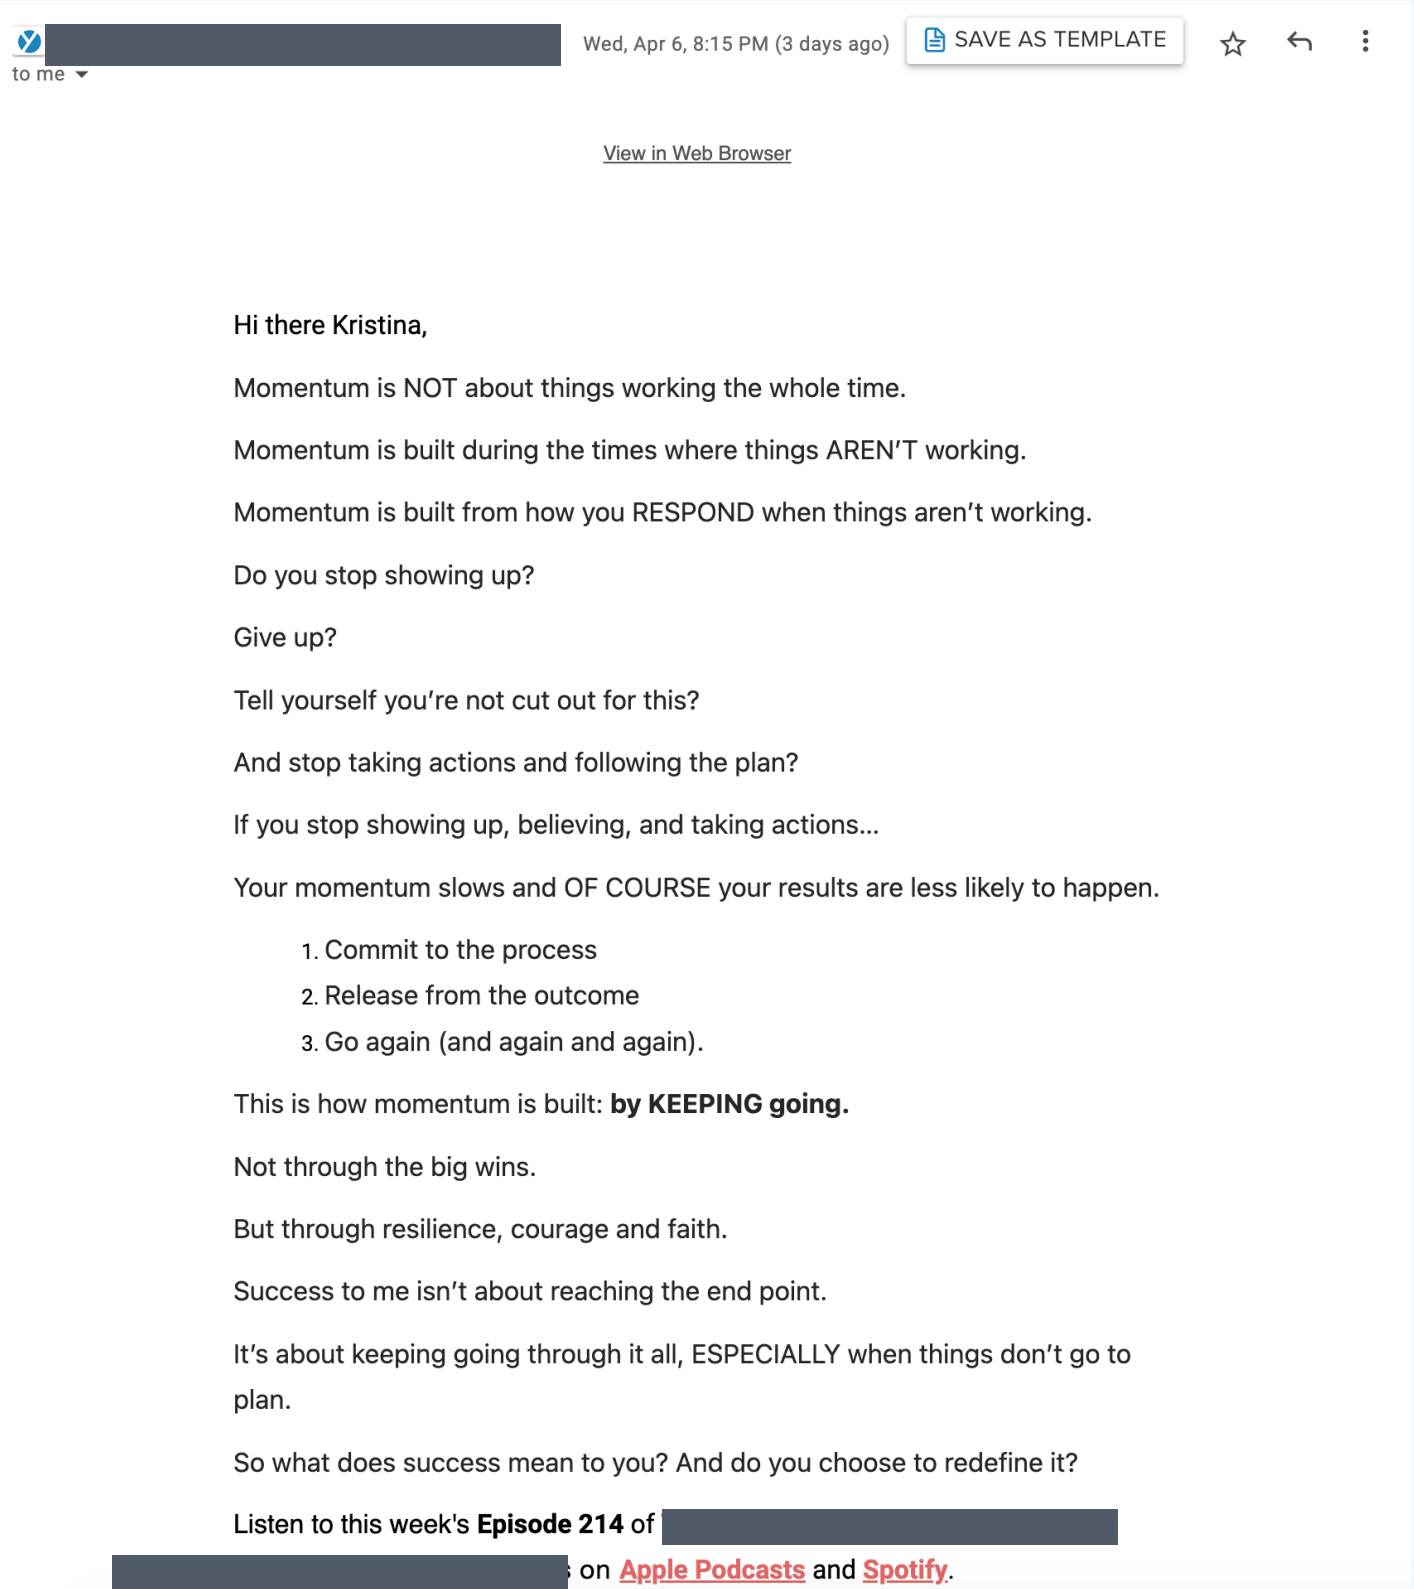 Wed, Apr 6, 8:15 PM (3 days ago)
SAVE AS TEMPLATE
to me
View in Web Browser
Hi there Kristina,
Momentum is NOT about things working the whole time.
Momentum is built during the times where things AREN’T working.
Momentum is built from how you RESPOND when things aren’t working.
Do you stop showing up?
Give up?
Tell yourself you’re not cut out for this?
And stop taking actions and following the plan?
If you stop showing up, believing, and taking actions...
Your momentum slows and OF COURSE your results are less likely to happen.
1. Commit to the process
2. Release from the outcome
3. Go again (and again and again).
This is how momentum is built: by KEEPING going.
Not through the big wins.
But through resilience, courage and faith.
Success to me isn’t about reaching the end point.
It’s about keeping going through it all, ESPECIALLY when things don’t go to
plan.
So what does success mean to you? And do you choose to redefine it?
Listen to this week's Episode 214 of
on Apple Podcasts and Spotify.